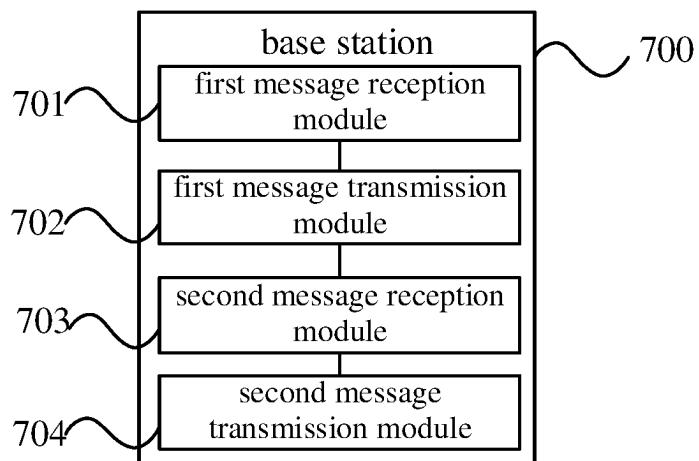 base station
700
701
first message reception
module
702
first message transmission
module
703
second message reception
module
704
second message
transmission module